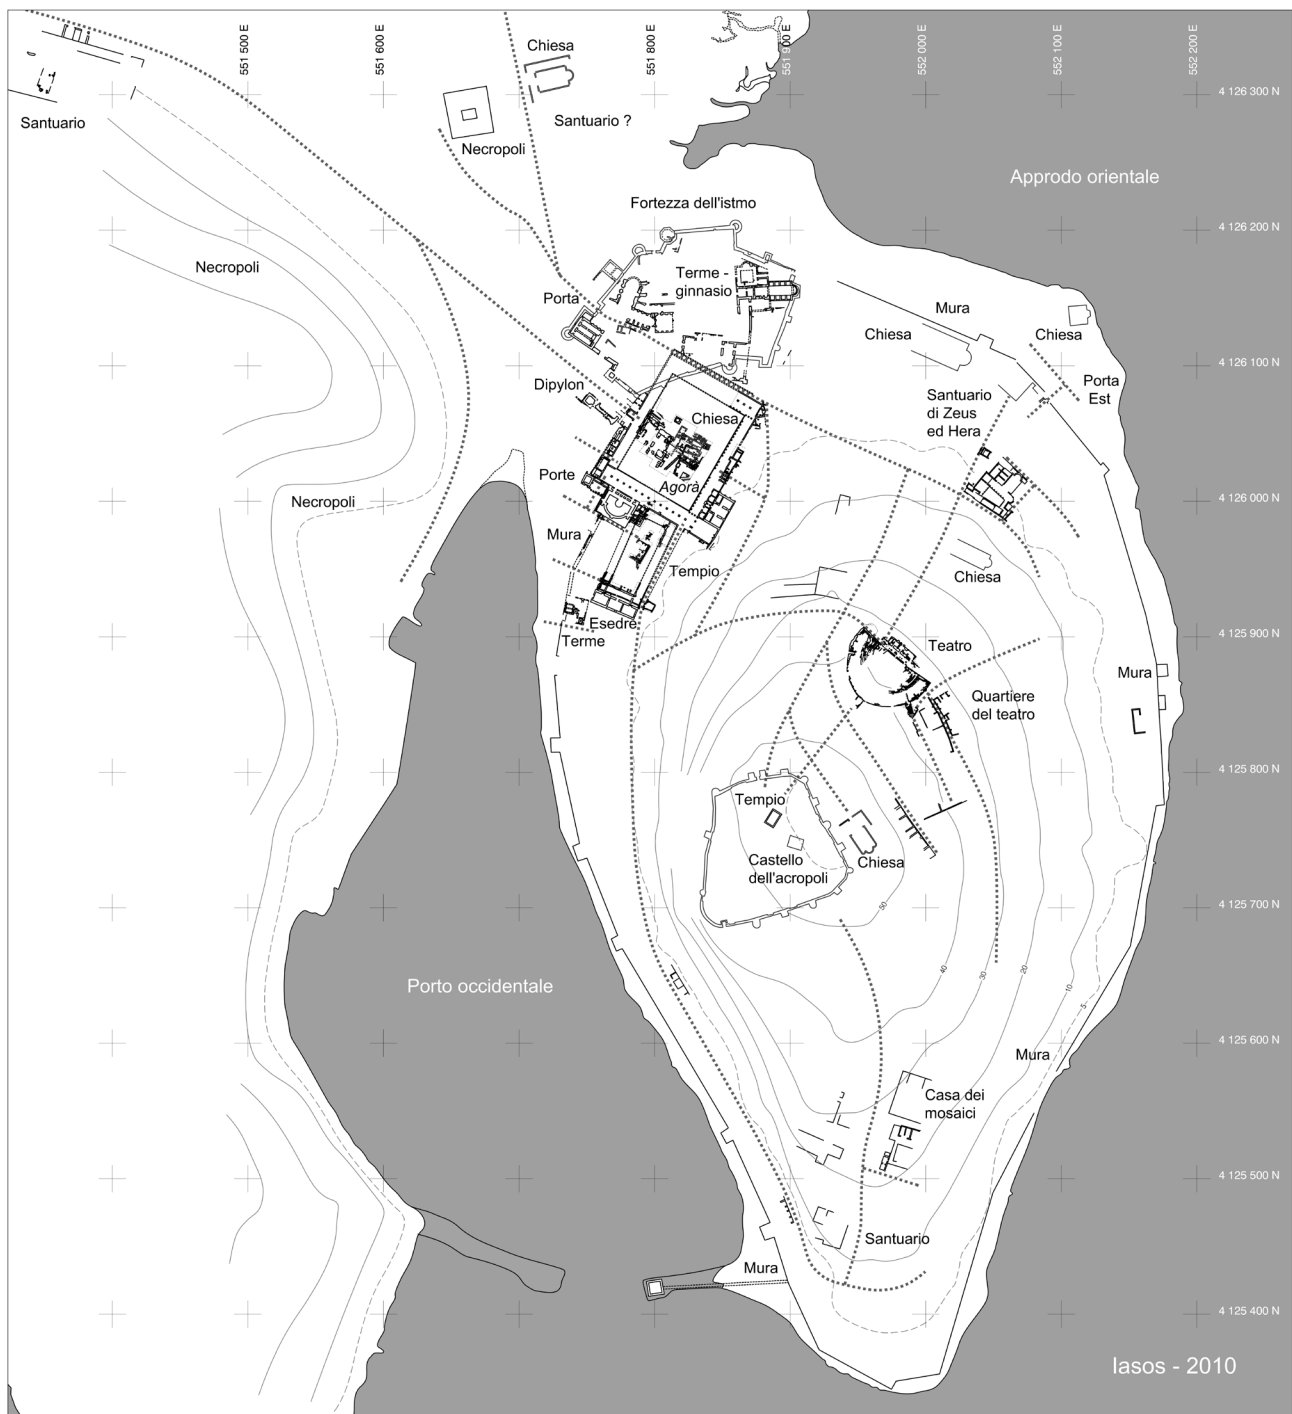 551 500 E
551 600 E
551 800 E
551 900 E
552 000 E
552 100 E
552 200 E
Chiesa
4 126 300 N
Santuario
Santuario ?
Necropoli
Approdo orientale
Fortezza dell'istmo
4 126 200 N
Necropoli
Terme -
ginnasio
Porta
Mura
Chiesa
Chiesa
4 126 100 N
Dipylon
Porta
Est
Santuario
di Zeus
ed Hera
Chiesa
Porte
Agorà
Necropoli
4 126 000 N
Mura
Tempio
Chiesa
Esedre
Terme
4 125 900 N
Teatro
Mura
Quartiere
del teatro
4 125 800 N
Tempio
Castello
dell'acropoli
Chiesa
50
4 125 700 N
40
30
20
10
5
Porto occidentale
4 125 600 N
Mura
Casa dei
mosaici
4 125 500 N
Santuario
Mura
4 125 400 N
Iasos - 2010